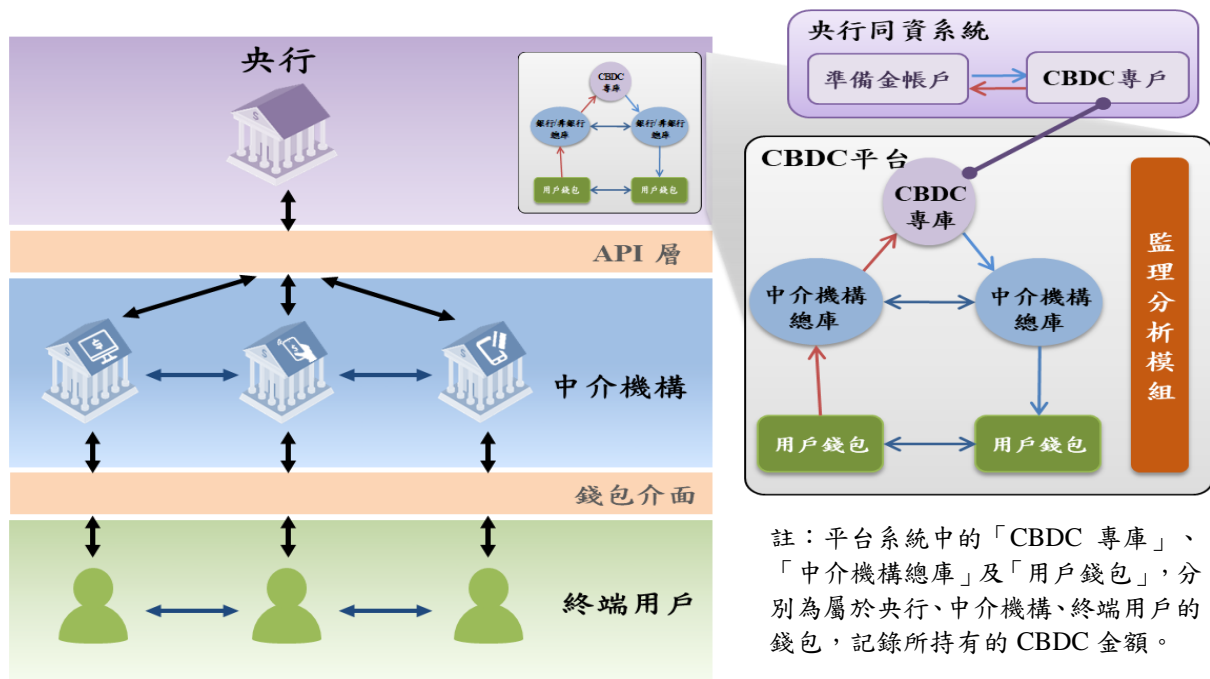 央行
CBDC
專庫
銀行/非銀行
總庫
銀行/非銀行
總庫
用戶錢包
用戶錢包
API 層
中介機構
錢包介面
終端用戶
央行同資系統
準備金帳戶
CBDC專戶
CBDC平台
CBDC
專庫
中介機構
總庫
中介機構
總庫
用戶錢包
用戶錢包
監理分析模組
註：平台系統中的「CBDC 專庫」、
「中介機構總庫」及「用戶錢包」，分
別為屬於央行、中介機構、終端用戶的
錢包，記錄所持有的 CBDC 金額。